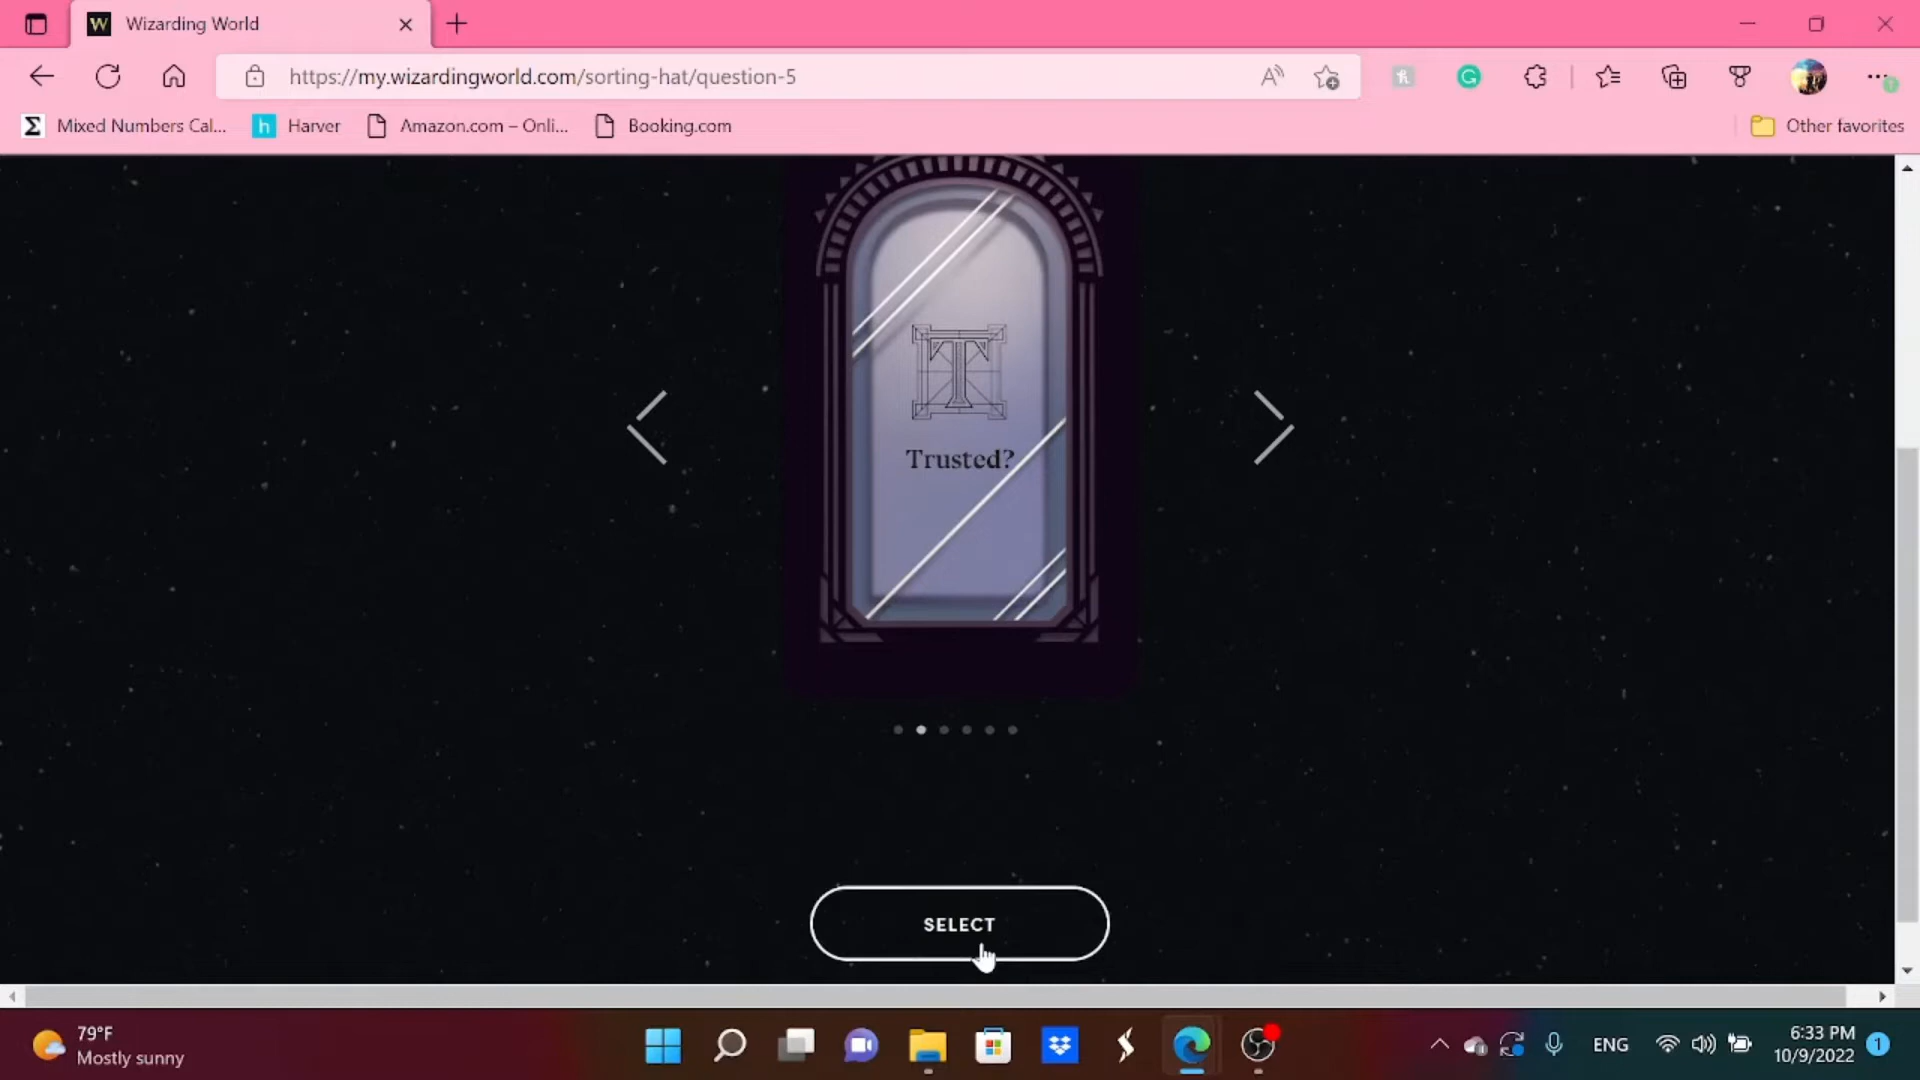 W Wizarding World
https://my.wizardingworld.com/sorting-hat/question-5
Mixed Numbers Cal...
h Harver
Amazon.com – Onli...
Booking.com
Other favorites
T
Trusted?
SELECT
79°F
Mostly sunny
ENG
6:33 PM
10/9/2022
1